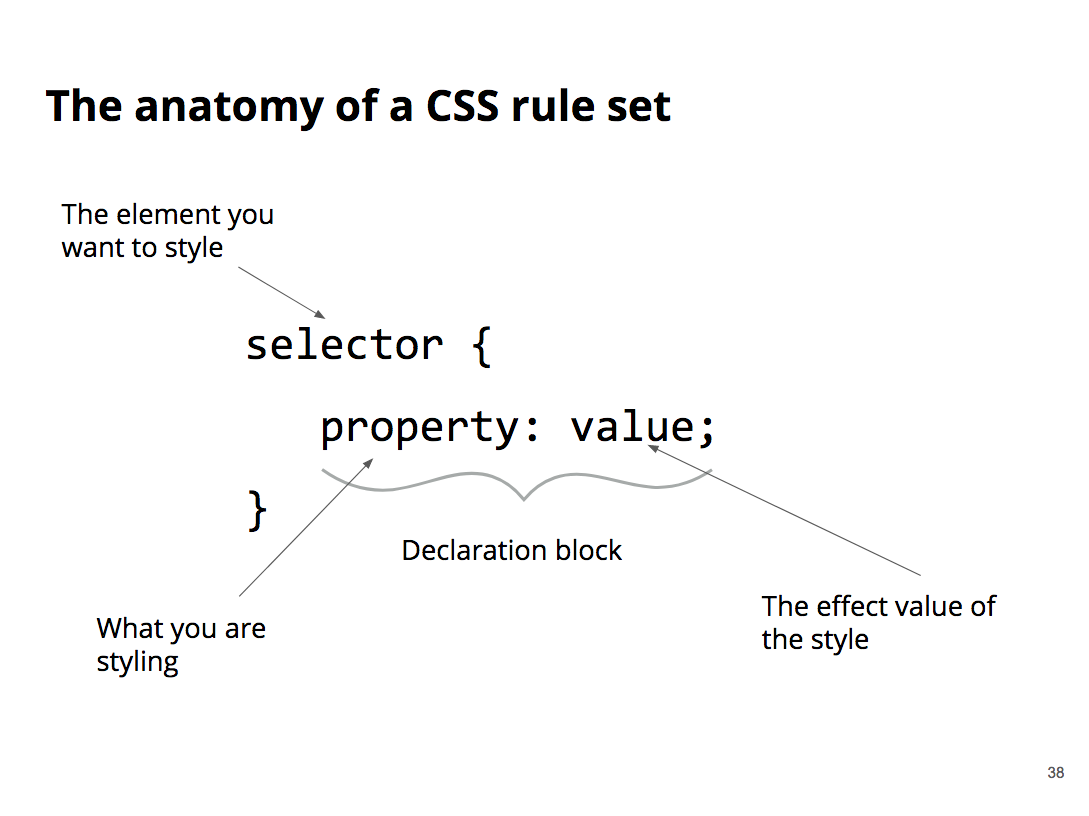 The anatomy of a CSS rule set
The element you
want to style
selector {
property: value;
}
Declaration block
What you are
styling
The effect value of
the style
38